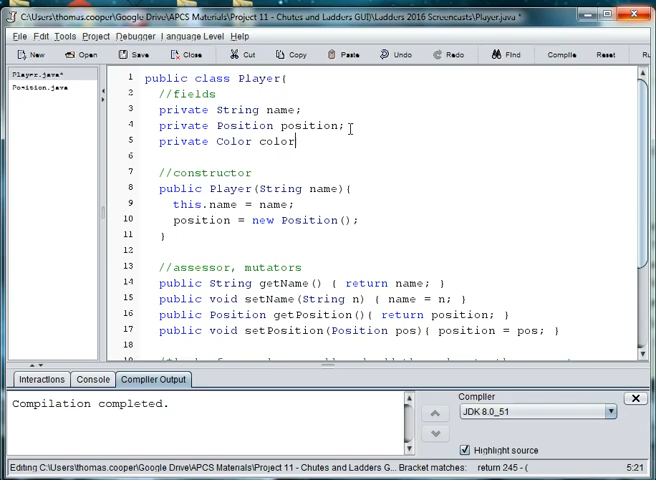 C:\Users\thomas.cooper\Google Drive\APCS Materials\Project 11 - Chutes and Ladders GUI\Ladders 2016 Screencasts\Player.java *
File Edit Tools Project Debugger Language Level Help
New Open Save Close Cut Copy Paste Undo Redo Find Compile Reset
Player.java*
Position.java
1 public class Player{
2 //fields
3 private String name;
4 private Position position;
5 private Color color
6
7 //constructor
8 public Player(String name){
9 this.name = name;
10 position = new Position();
11 }
12
13 //assessor, mutators
14 public String getName() { return name; }
15 public void setName(String n) { name = n; }
16 public Position getPosition(){ return position; }
17 public void setPosition(Position pos){ position = pos; }
18
Interactions Console Compiler Output
Compilation completed.
Compiler
JDK 8.0_51
Highlight source
Editing C:\Users\thomas.cooper\Google Drive\APCS Materials\Project 11 - Chutes and Ladders G... Bracket matches: return 245 - ( 5:21